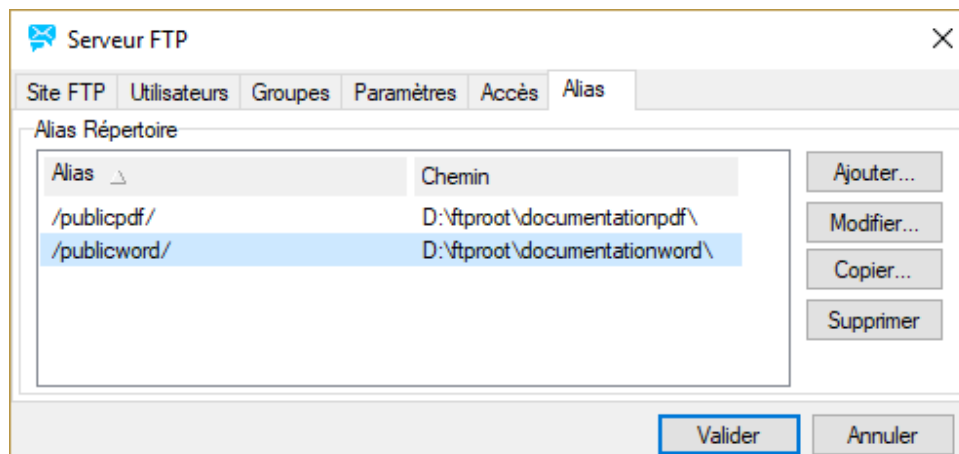 Serveur FTP
Site FTP Utilisateurs Groupes Paramètres Accès Alias
Alias Répertoire
Alias Chemin
/publicpdf/ D:\ftproot\documentationpdf\
/publicword/ D:\ftproot\documentationword\
Ajouter...
Modifier...
Copier...
Supprimer
Valider Annuler